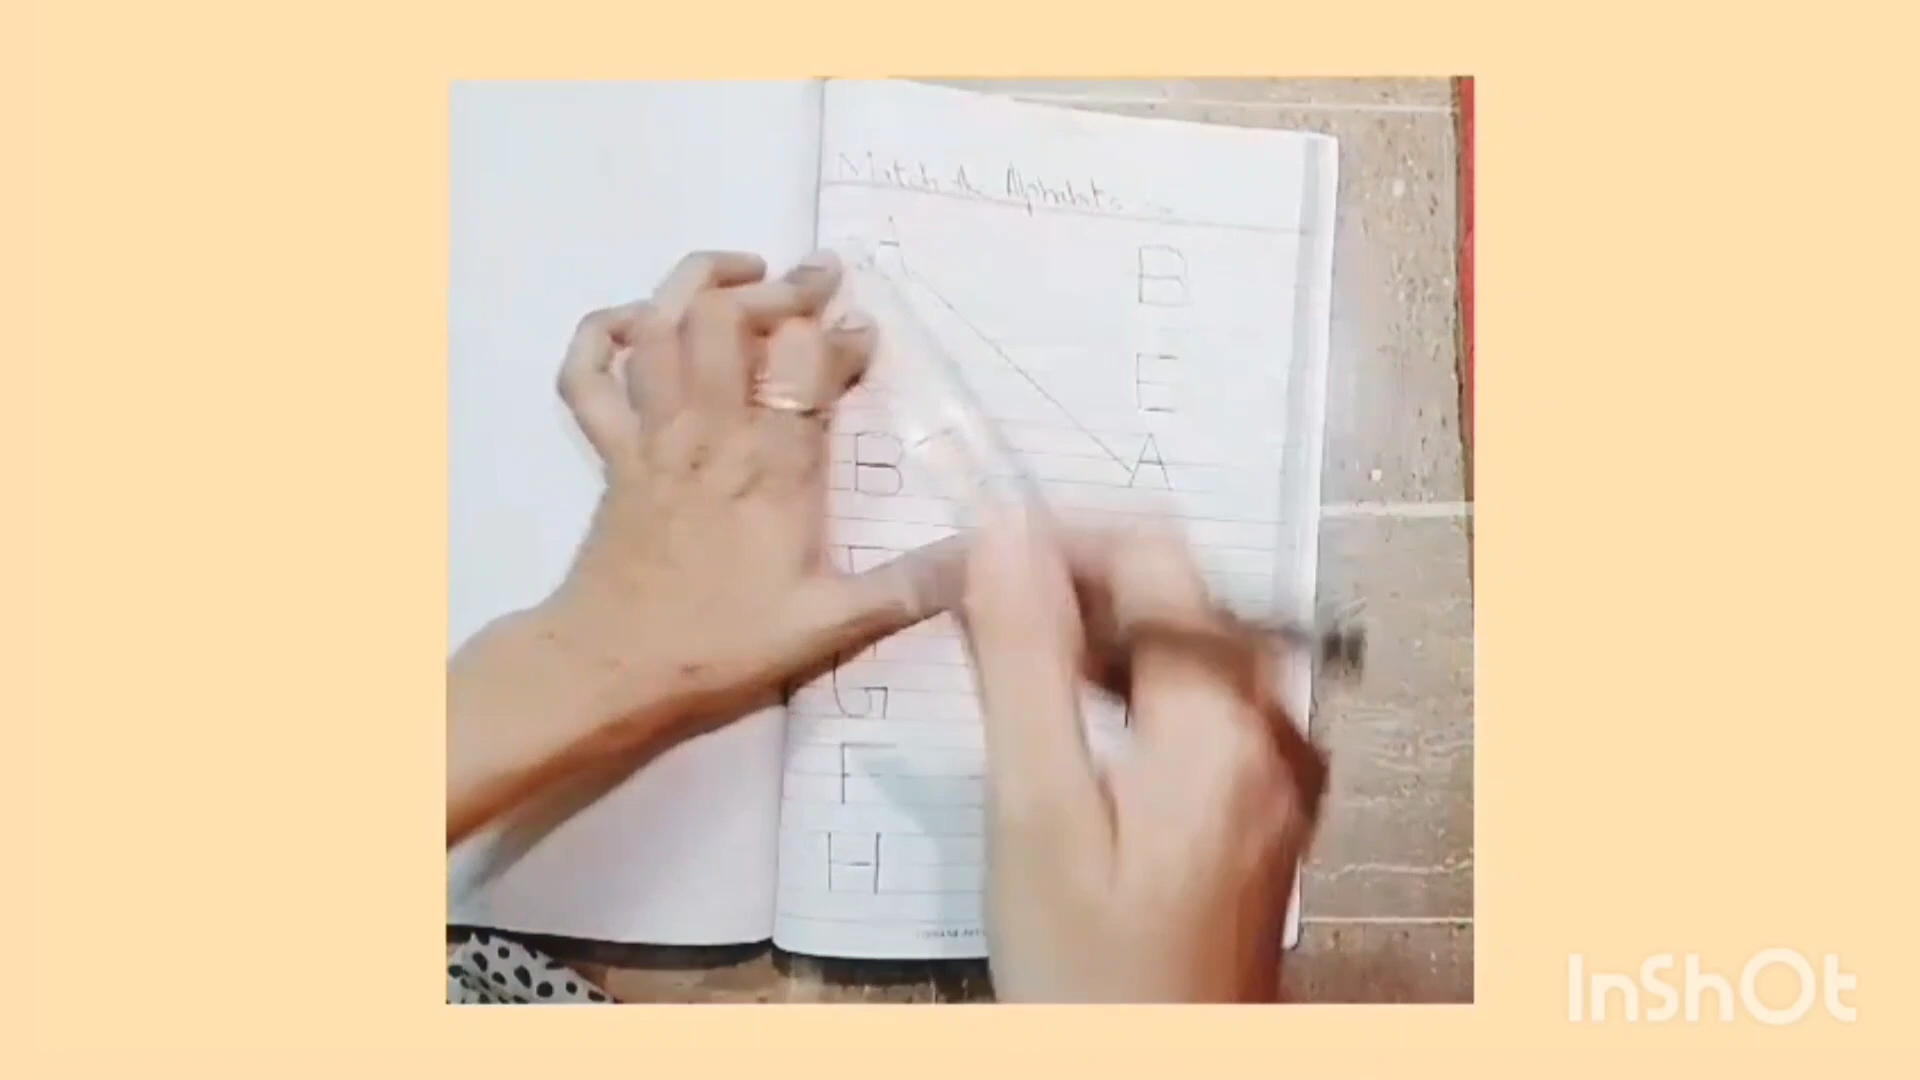 Match the Alphabets
A B
E
B A
G
F
H
InShOt